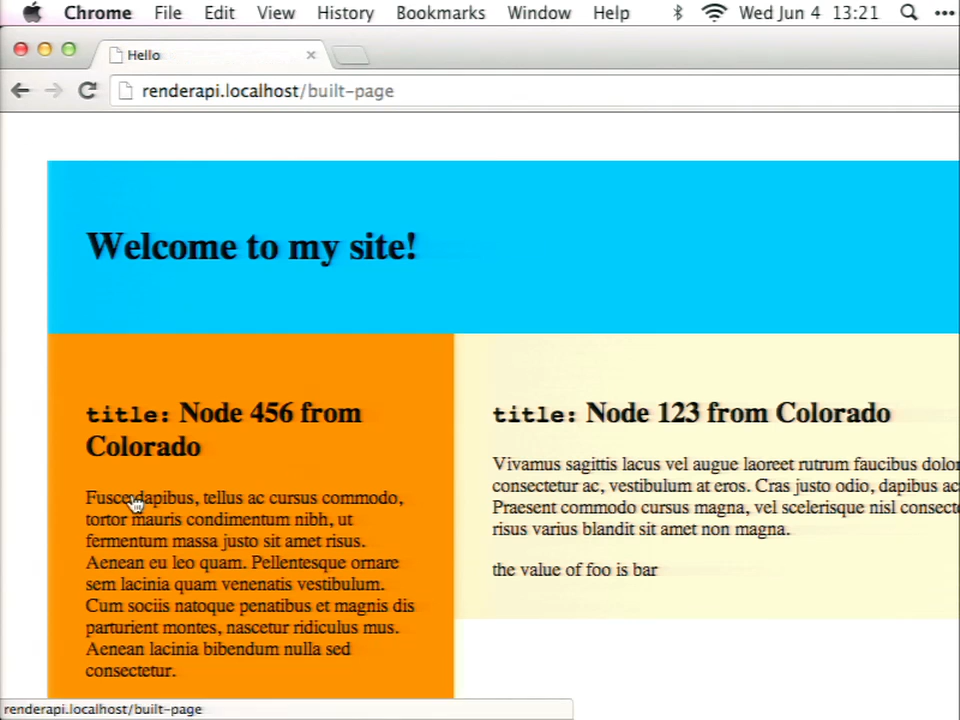 Chrome File Edit View History Bookmarks Window Help Wed Jun 4 13:21
Hello
renderapi.localhost/built-page
Welcome to my site!
title: Node 456 from
Colorado
Fusce dapibus, tellus ac cursus commodo,
tortor mauris condimentum nibh, ut
fermentum massa justo sit amet risus.
Aenean eu leo quam. Pellentesque ornare
sem lacinia quam venenatis vestibulum.
Cum sociis natoque penatibus et magnis dis
parturient montes, nascetur ridiculus mus.
Aenean lacinia bibendum nulla sed
consectetur.
title: Node 123 from Colorado
Vivamus sagittis lacus vel augue laoreet rutrum faucibus dolor
consectetur ac, vestibulum at eros. Cras justo odio, dapibus ac
Praesent commodo cursus magna, vel scelerisque nisl consect
risus varius blandit sit amet non magna.
the value of foo is bar
renderapi.localhost/built-page